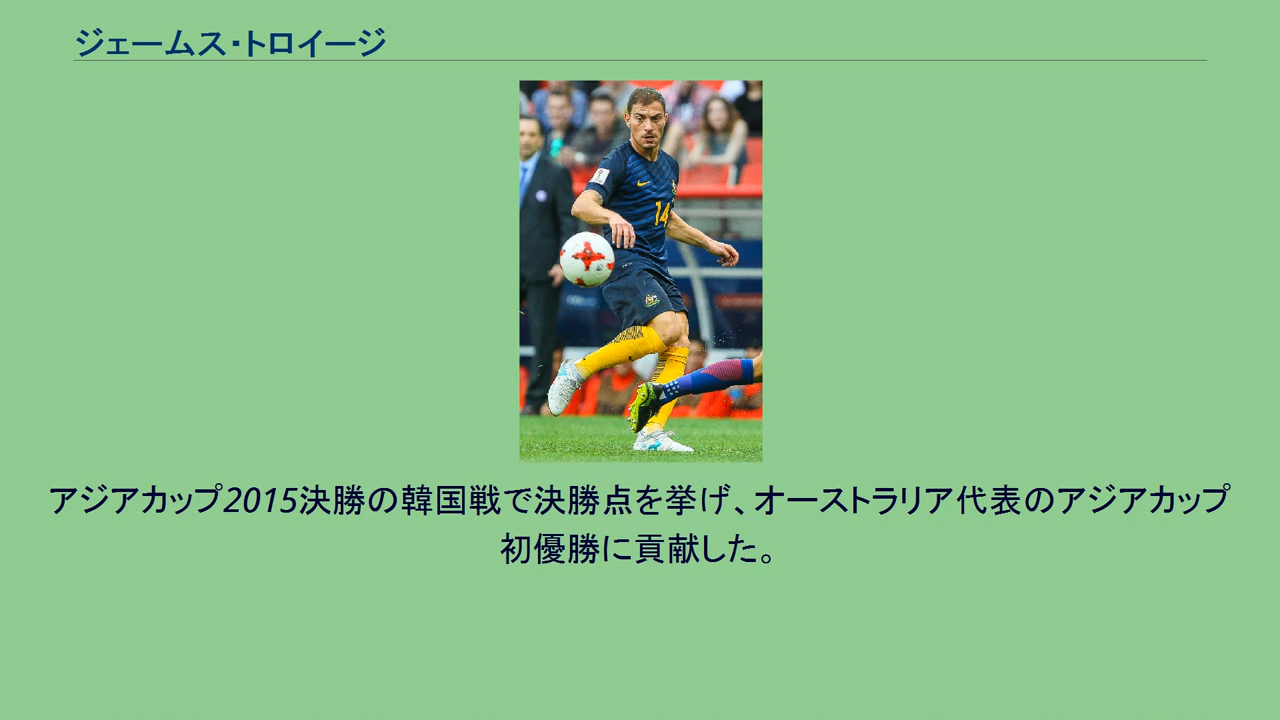 ジェームス・トロイージ
14
アジアカップ2015決勝の韓国戦で決勝点を挙げ、オーストラリア代表のアジアカップ
初優勝に貢献した。